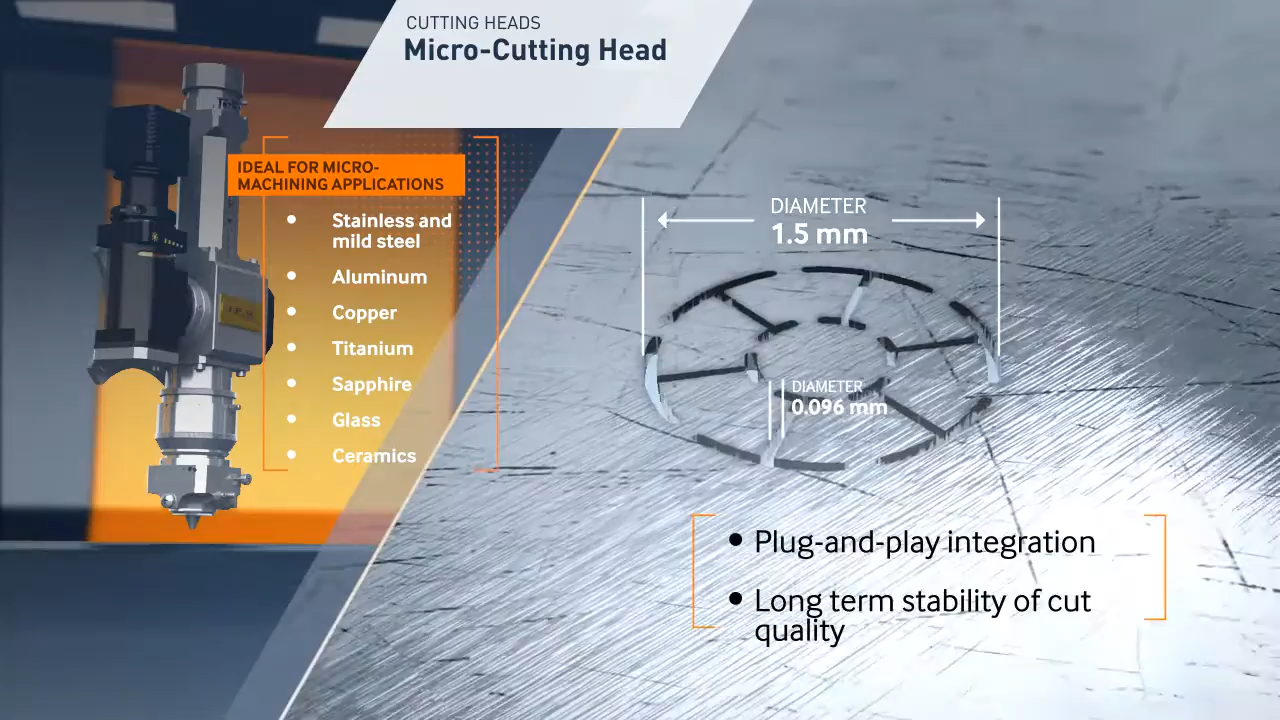 CUTTING HEADS
Micro-Cutting Head
IDEAL FOR MICRO-
MACHINING APPLICATIONS
• Stainless and
mild steel
• Aluminum
• Copper
• Titanium
• Sapphire
• Glass
• Ceramics
DIAMETER
1.5 mm
DIAMETER
0.096 mm
• Plug-and-play integration
• Long term stability of cut
quality